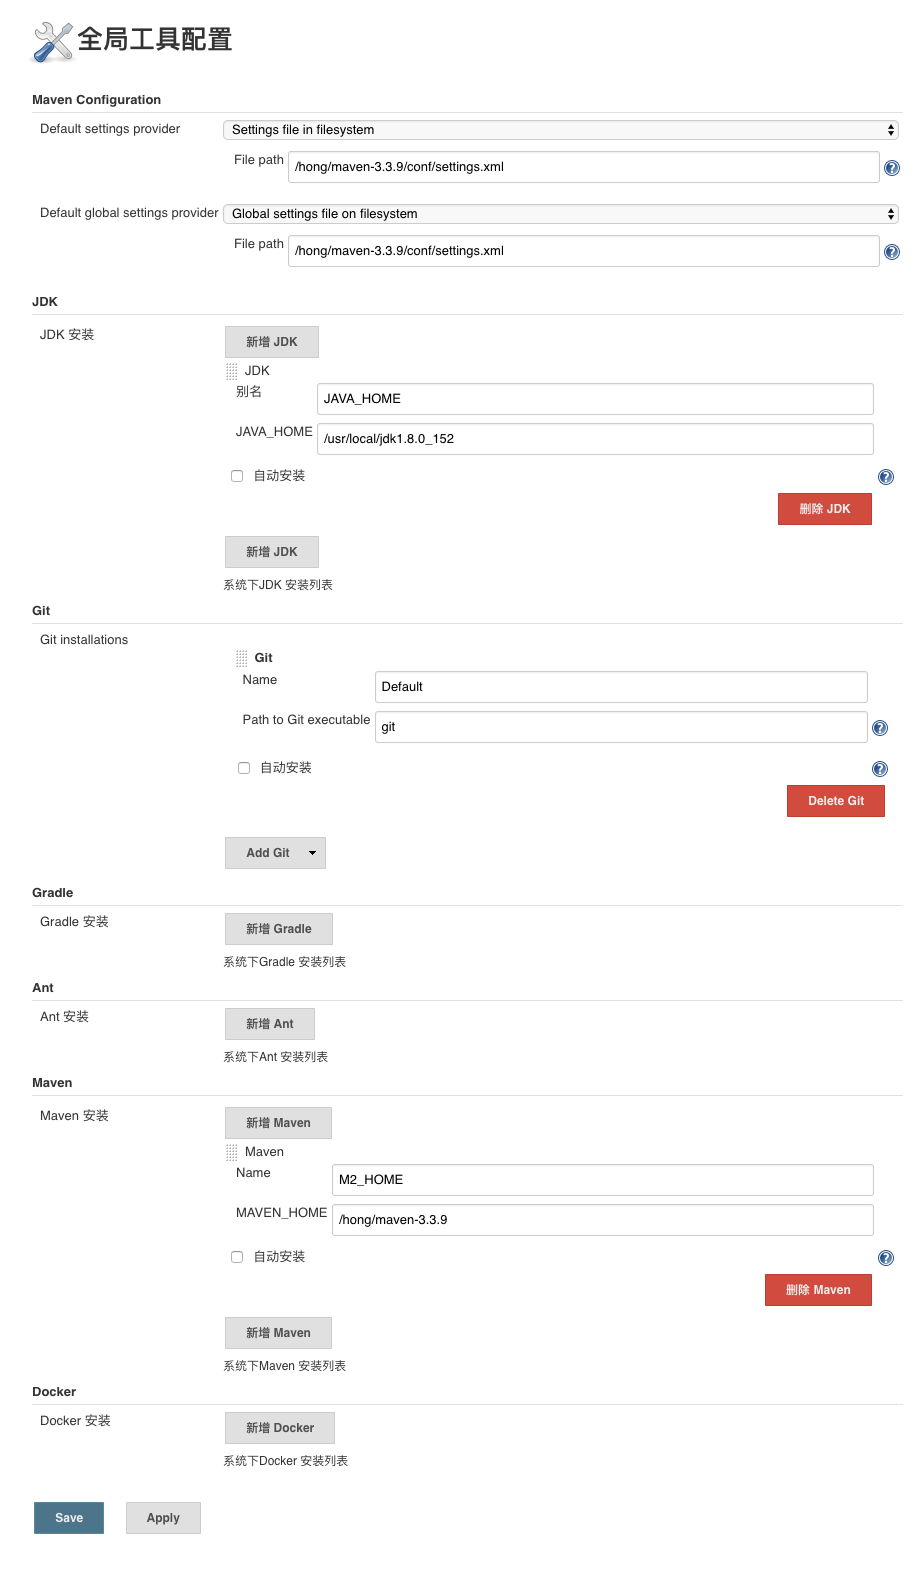 全局工具配置
Maven Configuration
Default settings provider
Settings file in filesystem
File path
/hong/maven-3.3.9/conf/settings.xml
Default global settings provider
Global settings file on filesystem
File path
/hong/maven-3.3.9/conf/settings.xml
JDK
JDK 安装
新增 JDK
JDK
别名
JAVA_HOME
JAVA_HOME
/usr/local/jdk1.8.0_152
自动安装
删除 JDK
新增 JDK
系统下JDK 安装列表
Git
Git installations
Git
Name
Default
Path to Git executable
git
自动安装
Delete Git
Add Git
Gradle
Gradle 安装
新增 Gradle
系统下Gradle 安装列表
Ant
Ant 安装
新增 Ant
系统下Ant 安装列表
Maven
Maven 安装
新增 Maven
Maven
Name
M2_HOME
MAVEN_HOME
/hong/maven-3.3.9
自动安装
删除 Maven
新增 Maven
系统下Maven 安装列表
Docker
Docker 安装
新增 Docker
系统下Docker 安装列表
Save
Apply